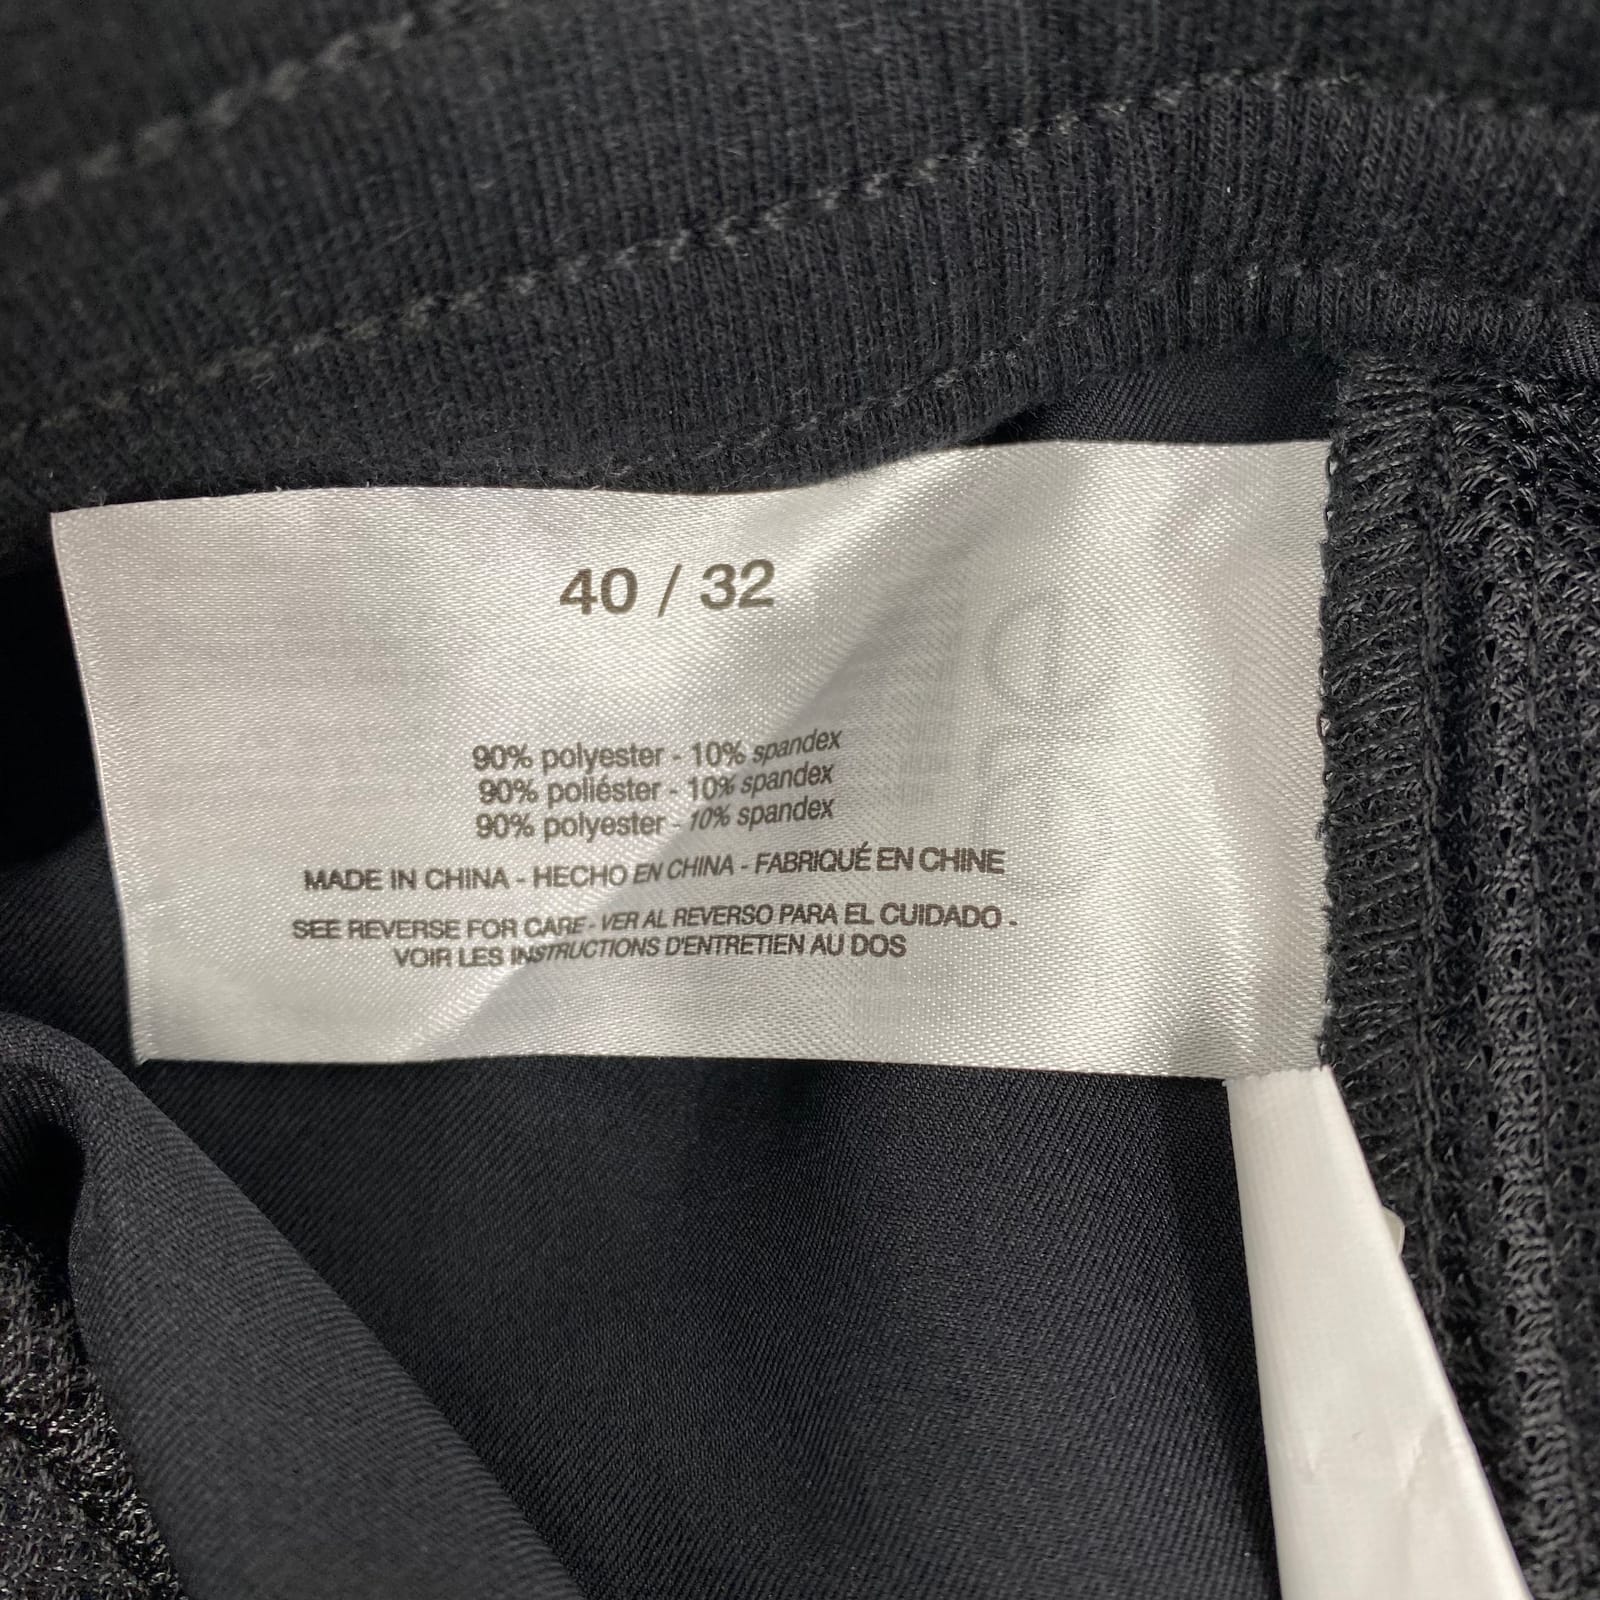 40 / 32
90% polyester - 10% spandex
90% poliéster - 10% spandex
90% polyester - 10% spandex
MADE IN CHINA - HECHO EN CHINA - FABRIQUÉ EN CHINE
SEE REVERSE FOR CARE - VER AL REVERSO PARA EL CUIDADO -
VOIR LES INSTRUCTIONS D'ENTRETIEN AU DOS